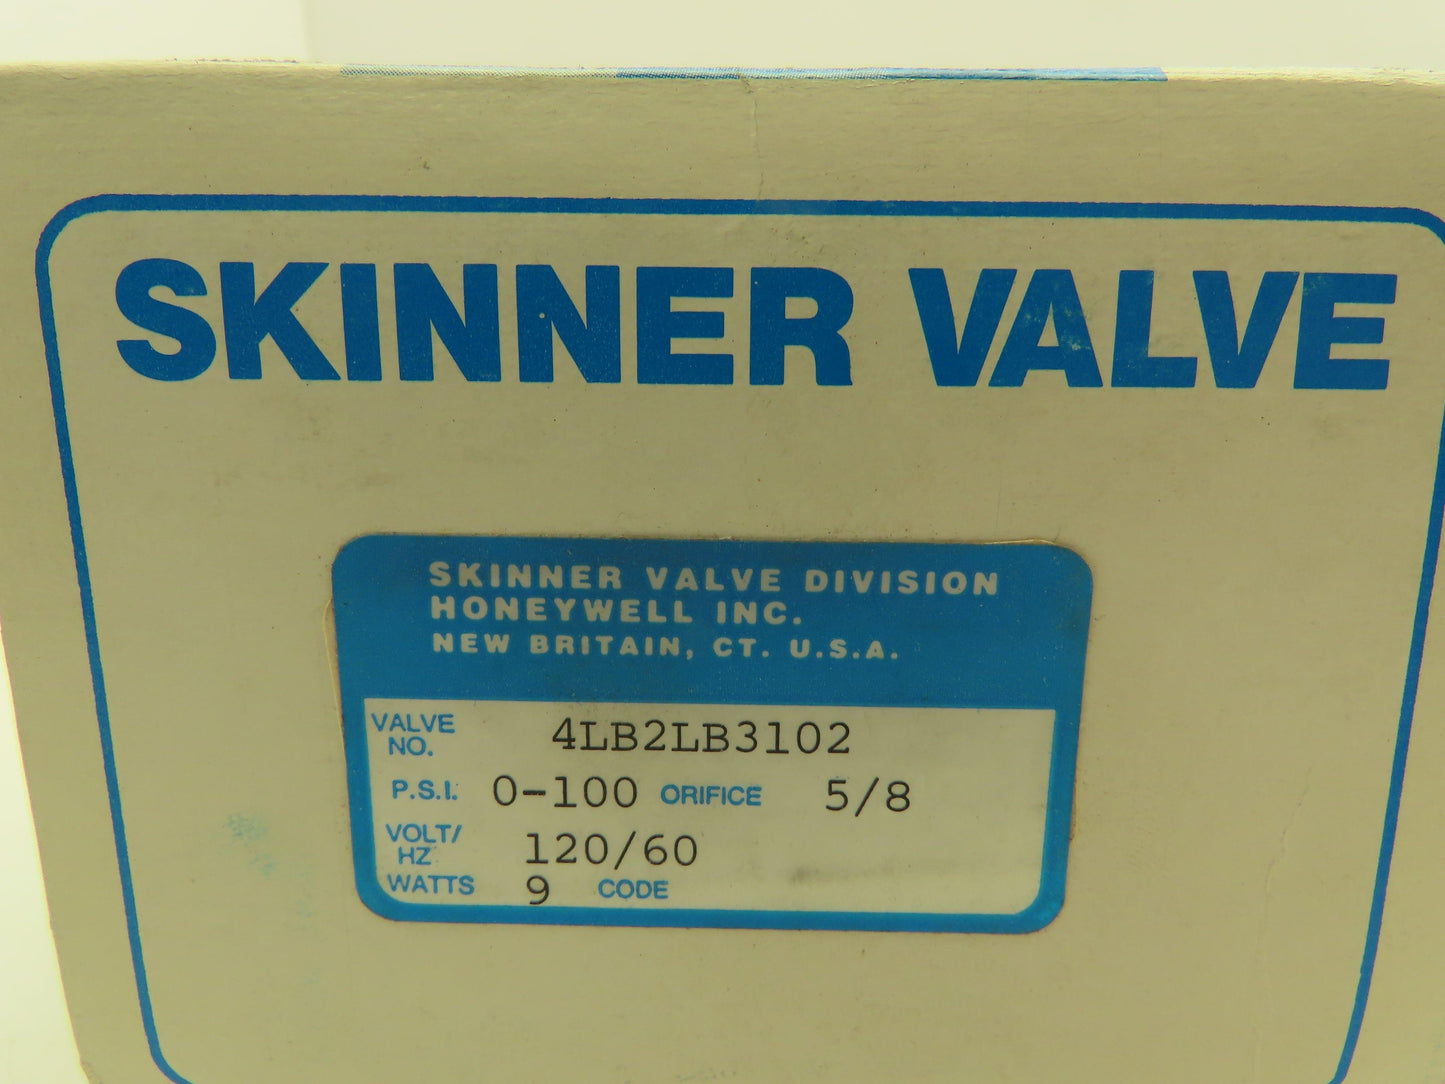 SKINNER VALVE
SKINNER VALVE DIVISION
HONEYWELL INC.
NEW BRITAIN, CT. U.S.A.
VALVE NO. 4LB2LB3102
P.S.I. 0-100 ORIFICE 5/8
VOLT/HZ 120/60
WATTS 9 CODE